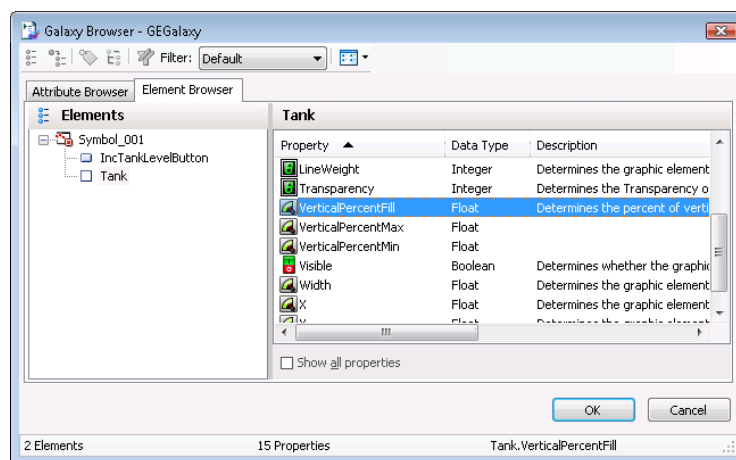 Galaxy Browser - GEGalaxy
Filter: Default
Attribute Browser Element Browser
Elements
Tank
Symbol_001
IncTankLevelButton
Tank
Property Data Type Description
LineWeight Integer Determines the graphic element
Transparency Integer Determines the Transparency o
VerticalPercentFill Float Determines the percent of verti
VerticalPercentMax Float
VerticalPercentMin Float
Visible Boolean Determines whether the graphic
Width Float Determines the graphic element
X Float Determines the graphic element
Show all properties
OK Cancel
2 Elements 15 Properties Tank.VerticalPercentFill